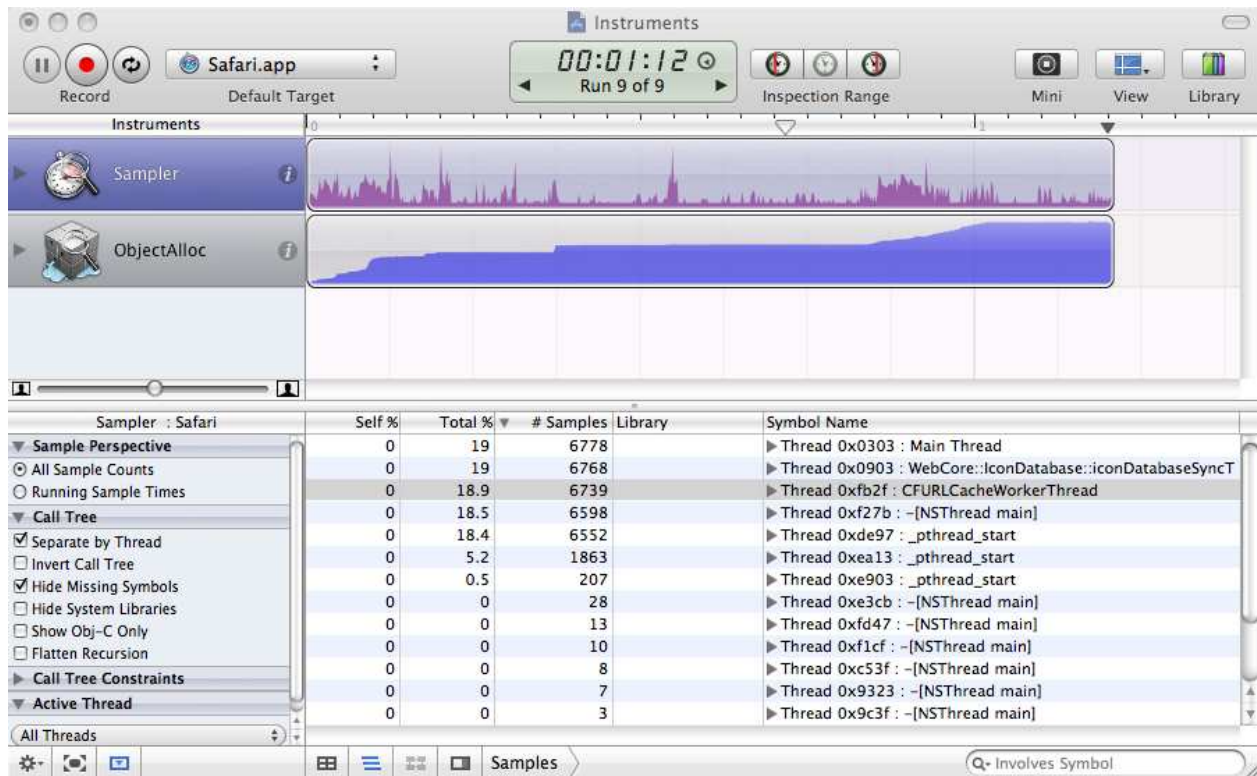 Instruments
Safari.app
00:01:12
Run 9 of 9
Record
Default Target
Inspection Range
Mini
View
Library
Instruments
0
1
Sampler
ObjectAlloc
Sampler : Safari
Self %
Total %
# Samples
Library
Symbol Name
Sample Perspective
All Sample Counts
Running Sample Times
Call Tree
Separate by Thread
Invert Call Tree
Hide Missing Symbols
Hide System Libraries
Show Obj-C Only
Flatten Recursion
Call Tree Constraints
Active Thread
All Threads
0 19 6778 Thread 0x0303 : Main Thread
0 19 6768 Thread 0x0903 : WebCore::IconDatabase::iconDatabaseSyncT
0 18.9 6739 Thread 0xfb2f : CFURLCacheWorkerThread
0 18.5 6598 Thread 0xf27b : -[NSThread main]
0 18.4 6552 Thread 0xde97 : _pthread_start
0 5.2 1863 Thread 0xea13 : _pthread_start
0 0.5 207 Thread 0xe903 : _pthread_start
0 0 28 Thread 0xe3cb : -[NSThread main]
0 0 13 Thread 0xfd47 : -[NSThread main]
0 0 10 Thread 0xf1cf : -[NSThread main]
0 0 8 Thread 0xc53f : -[NSThread main]
0 0 7 Thread 0x9323 : -[NSThread main]
0 0 3 Thread 0x9c3f : -[NSThread main]
Samples
Involves Symbol